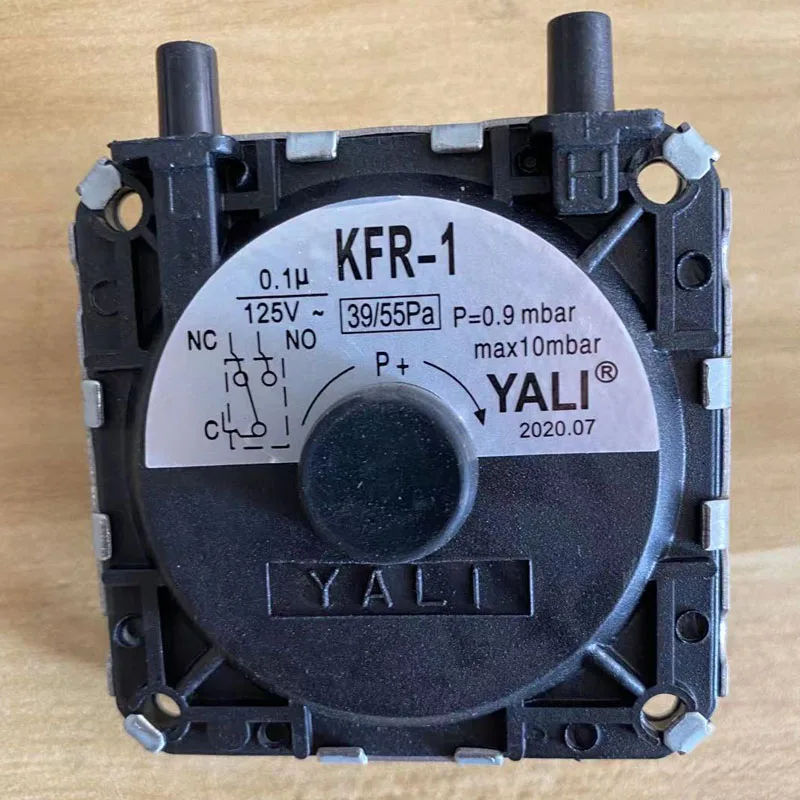 H
KFR-1
0.1µ
125V ~
39/55Pa
P=0.9 mbar
max10mbar
NC
NO
P +
C
YALI®
2020.07
YALI